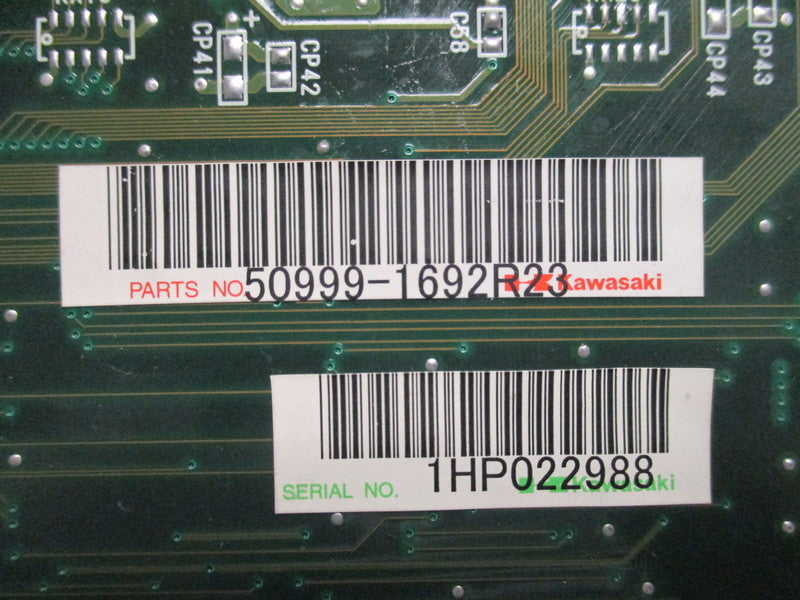 CP41
+
CP42
C58
CP44
CP43
PARTS NO. 50999-1692R23 Kawasaki
SERIAL NO. 1HP022988 Kawasaki